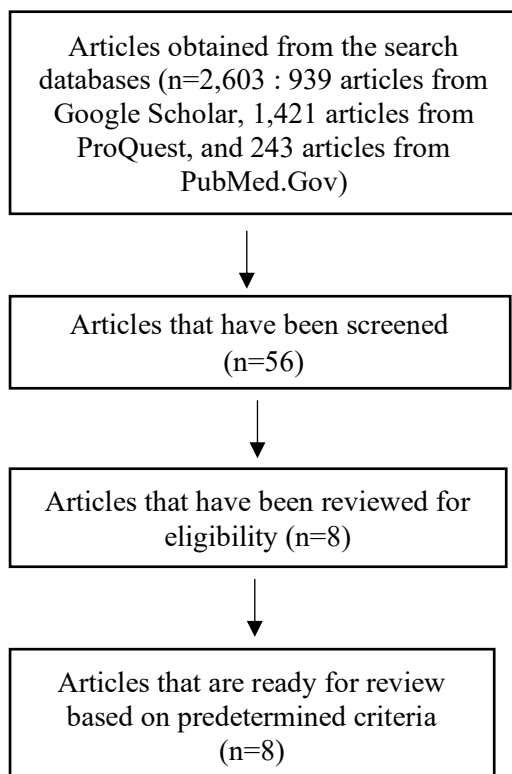 Articles obtained from the search
databases (n=2,603 : 939 articles from
Google Scholar, 1,421 articles from
ProQuest, and 243 articles from
PubMed.Gov)
Articles that have been screened
(n=56)
Articles that have been reviewed for
eligibility (n=8)
Articles that are ready for review
based on predetermined criteria
(n=8)